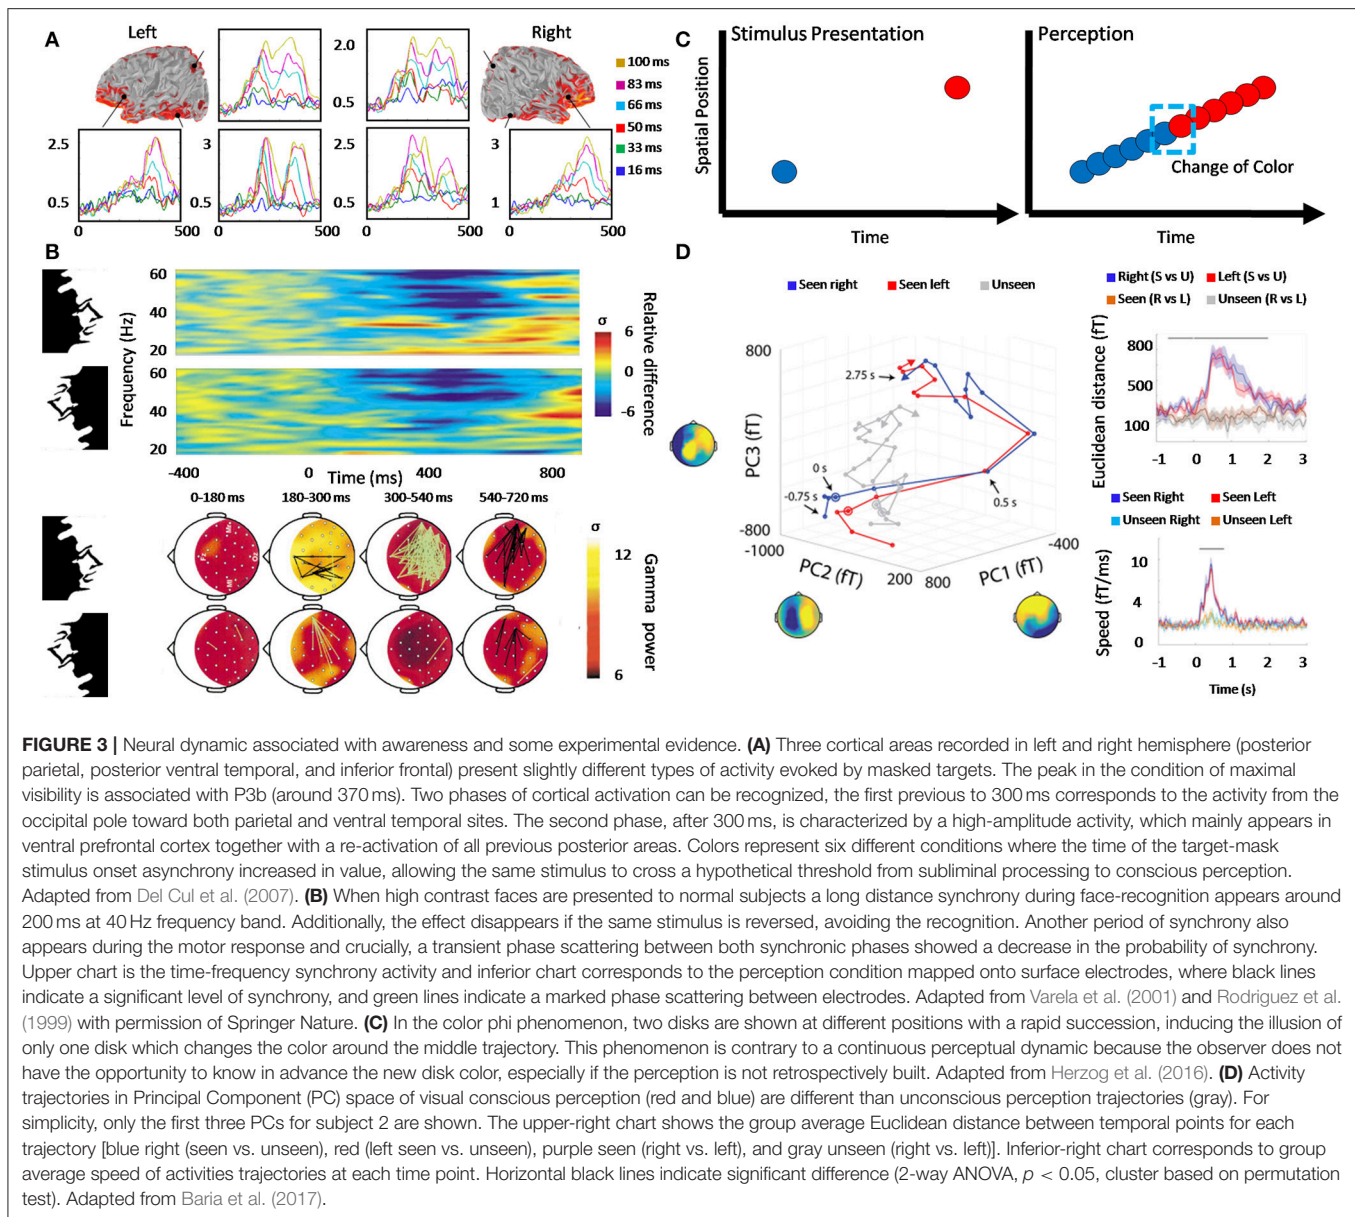 A
Left
Right
2.0
0.5
100 ms
83 ms
66 ms
50 ms
33 ms
16 ms
2.5
0.5
3
0.5
0.5
3
1
0
500
0
500
0
500
0
500
B
Frequency (Hz)
60
40
20
60
40
20
-400
0
400
800
Time (ms)
σ
6
-6
Relative difference
0-180 ms
180-300 ms
300-540 ms
540-720 ms
σ
12
6
Gamma power
C
Stimulus Presentation
Spatial Position
Time
Perception
Change of Color
Time
D
Seen right
Seen left
Unseen
800
PC3 (fT)
-800
-1000
PC2 (fT)
200
800
PC1 (fT)
-400
2.75 s
0 s
-0.75 s
0.5 s
Right (S vs U)
Left (S vs U)
Seen (R vs L)
Unseen (R vs L)
Euclidean distance (fT)
800
500
100
-1
0
1
2
3
Seen Right
Seen Left
Unseen Right
Unseen Left
Speed (fT/ms)
10
4
0
-1
0
1
2
3
Time (s)
FIGURE 3 | Neural dynamic associated with awareness and some experimental evidence. (A) Three cortical areas recorded in left and right hemisphere (posterior
parietal, posterior ventral temporal, and inferior frontal) present slightly different types of activity evoked by masked targets. The peak in the condition of maximal
visibility is associated with P3b (around 370 ms). Two phases of cortical activation can be recognized, the first previous to 300 ms corresponds to the activity from the
occipital pole toward both parietal and ventral temporal sites. The second phase, after 300 ms, is characterized by a high-amplitude activity, which mainly appears in
ventral prefrontal cortex together with a re-activation of all previous posterior areas. Colors represent six different conditions where the time of the target-mask
stimulus onset asynchrony increased in value, allowing the same stimulus to cross a hypothetical threshold from subliminal processing to conscious perception.
Adapted from Del Cul et al. (2007). (B) When high contrast faces are presented to normal subjects a long distance synchrony during face-recognition appears around
200 ms at 40 Hz frequency band. Additionally, the effect disappears if the same stimulus is reversed, avoiding the recognition. Another period of synchrony also
appears during the motor response and crucially, a transient phase scattering between both synchronic phases showed a decrease in the probability of synchrony.
Upper chart is the time-frequency synchrony activity and inferior chart corresponds to the perception condition mapped onto surface electrodes, where black lines
indicate a significant level of synchrony, and green lines indicate a marked phase scattering between electrodes. Adapted from Varela et al. (2001) and Rodriguez et al.
(1999) with permission of Springer Nature. (C) In the color phi phenomenon, two disks are shown at different positions with a rapid succession, inducing the illusion of
only one disk which changes the color around the middle trajectory. This phenomenon is contrary to a continuous perceptual dynamic because the observer does not
have the opportunity to know in advance the new disk color, especially if the perception is not retrospectively built. Adapted from Herzog et al. (2016). (D) Activity
trajectories in Principal Component (PC) space of visual conscious perception (red and blue) are different than unconscious perception trajectories (gray). For
simplicity, only the first three PCs for subject 2 are shown. The upper-right chart shows the group average Euclidean distance between temporal points for each
trajectory [blue right (seen vs. unseen), red (left seen vs. unseen), purple seen (right vs. left), and gray unseen (right vs. left)]. Inferior-right chart corresponds to group
average speed of activities trajectories at each time point. Horizontal black lines indicate significant difference (2-way ANOVA, p < 0.05, cluster based on permutation
test). Adapted from Baria et al. (2017).